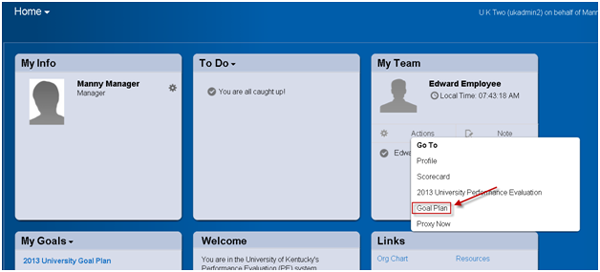 Home
U K Two (ukadmin2) on behalf of Mann
My Info
Manny Manager
Manager
To Do
You are all caught up!
My Team
Edward Employee
Local Time: 07:43:18 AM
Actions
Note
Edwa
Go To
Profile
Scorecard
2013 University Performance Evaluation
Goal Plan
Proxy Now
My Goals
2013 University Goal Plan
Welcome
You are in the University of Kentucky's
Performance Evaluation (PE) system
Links
Org Chart
Resources